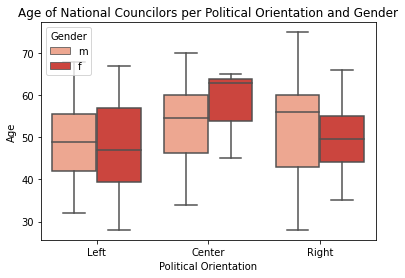 Age of National Councilors per Political Orientation and Gender
Gender
m
f
70
60
50
40
30
Age
Left Center Right
Political Orientation